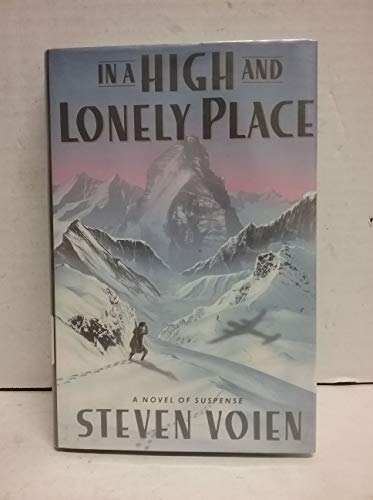 IN A HIGH AND
LONELY PLACE
A NOVEL OF SUSPENSE
STEVEN VOIEN